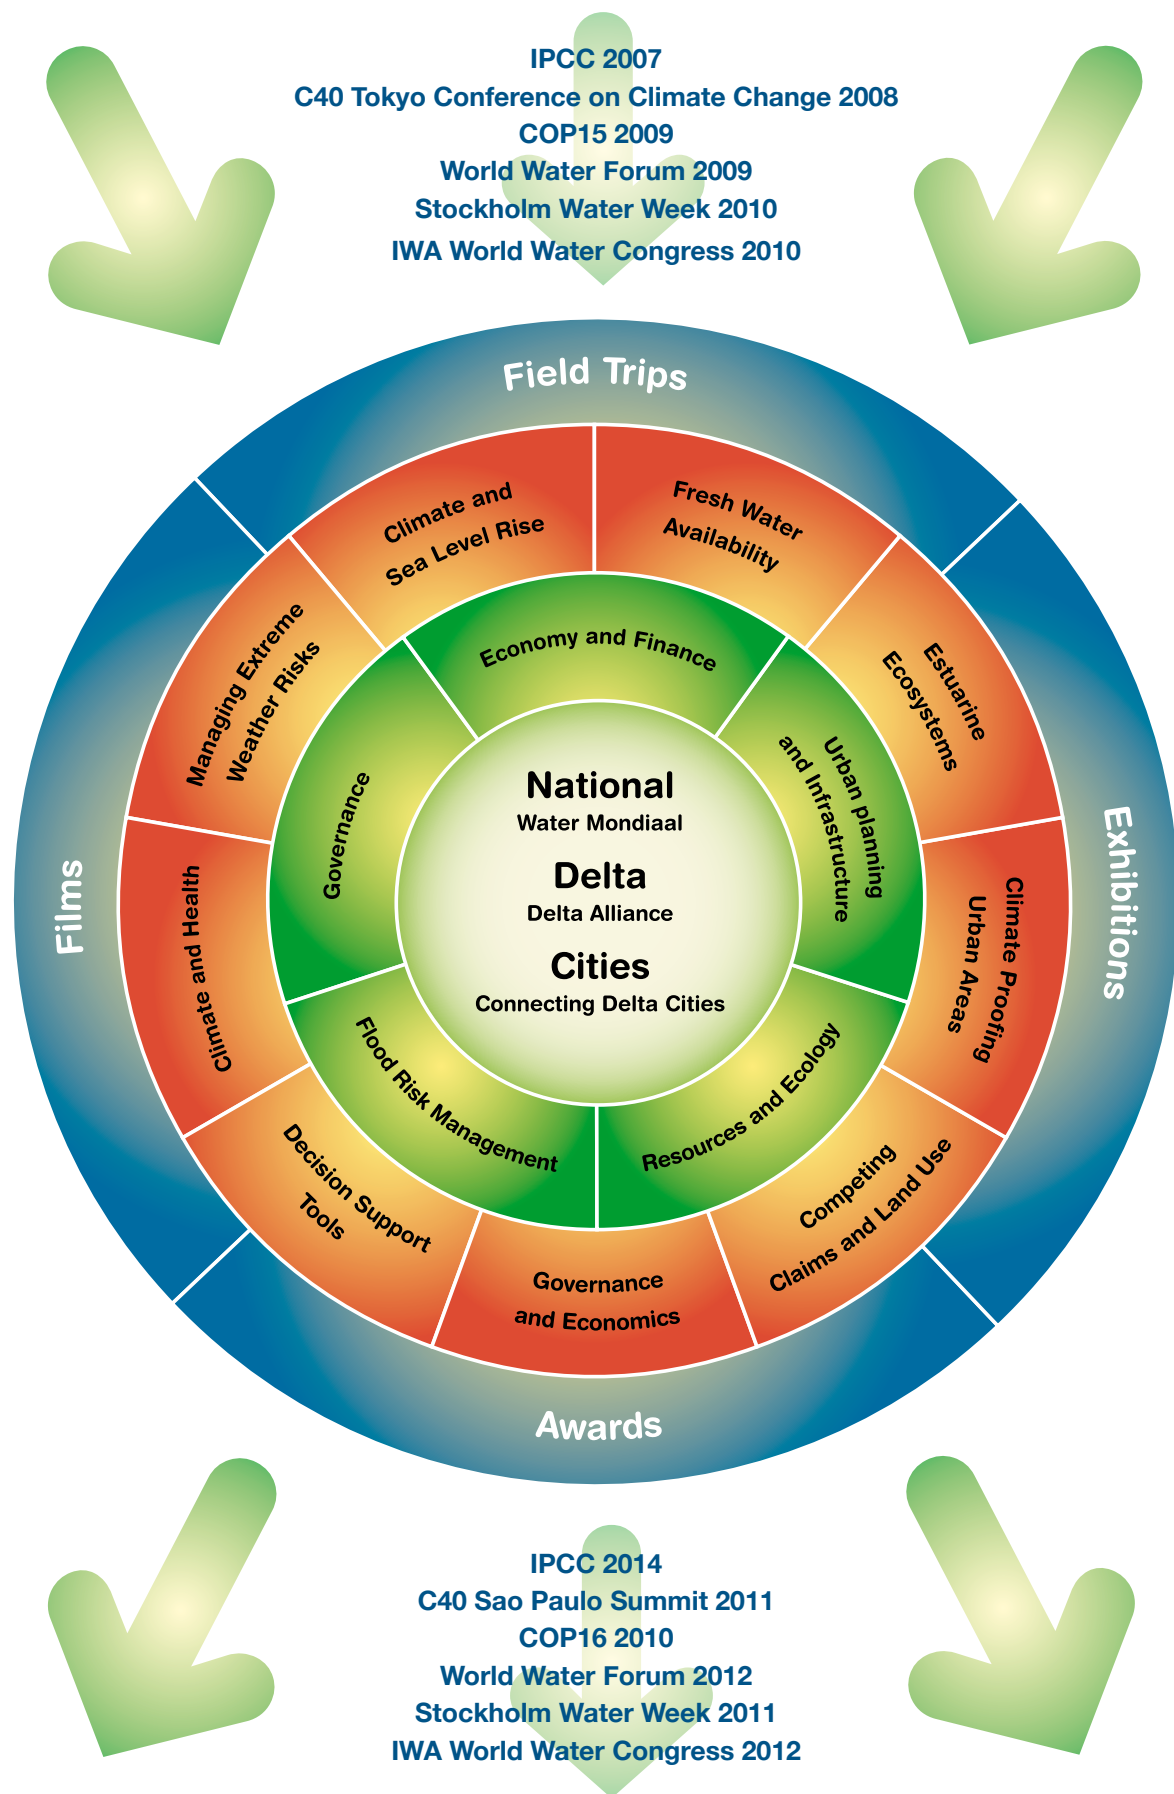 IPCC 2007
C40 Tokyo Conference on Climate Change 2008
COP15 2009
World Water Forum 2009
Stockholm Water Week 2010
IWA World Water Congress 2010
Field Trips
Exhibitions
Awards
Films
Climate and
Sea Level Rise
Fresh Water
Availability
Estuarine
Ecosystems
Climate Proofing
Urban Areas
Competing
Claims and Land Use
Governance
and Economics
Decision Support
Tools
Climate and Health
Managing Extreme
Weather Risks
Economy and Finance
Urban planning
and Infrastructure
Resources and Ecology
Flood Risk Management
Governance
National
Water Mondiaal
Delta
Delta Alliance
Cities
Connecting Delta Cities
IPCC 2014
C40 Sao Paulo Summit 2011
COP16 2010
World Water Forum 2012
Stockholm Water Week 2011
IWA World Water Congress 2012